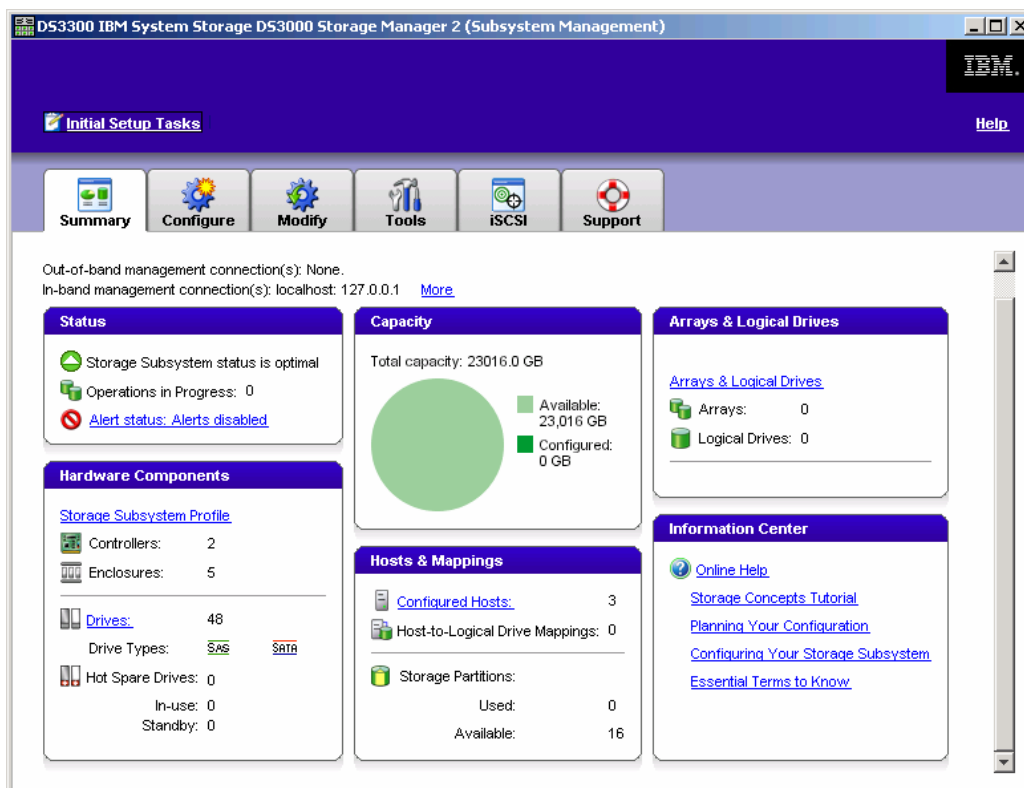 DS3300 IBM System Storage DS3000 Storage Manager 2 (Subsystem Management)
IBM.
Initial Setup Tasks
Help
Summary
Configure
Modify
Tools
iSCSI
Support
Out-of-band management connection(s): None.
In-band management connection(s): localhost: 127.0.0.1 More
Status
Storage Subsystem status is optimal
Operations in Progress: 0
Alert status: Alerts disabled
Hardware Components
Storage Subsystem Profile
Controllers: 2
Enclosures: 5
Drives: 48
Drive Types: SAS SATA
Hot Spare Drives: 0
In-use: 0
Standby: 0
Capacity
Total capacity: 23016.0 GB
Available:
23,016 GB
Configured:
0 GB
Hosts & Mappings
Configured Hosts: 3
Host-to-Logical Drive Mappings: 0
Storage Partitions:
Used: 0
Available: 16
Arrays & Logical Drives
Arrays & Logical Drives
Arrays: 0
Logical Drives: 0
Information Center
Online Help
Storage Concepts Tutorial
Planning Your Configuration
Configuring Your Storage Subsystem
Essential Terms to Know